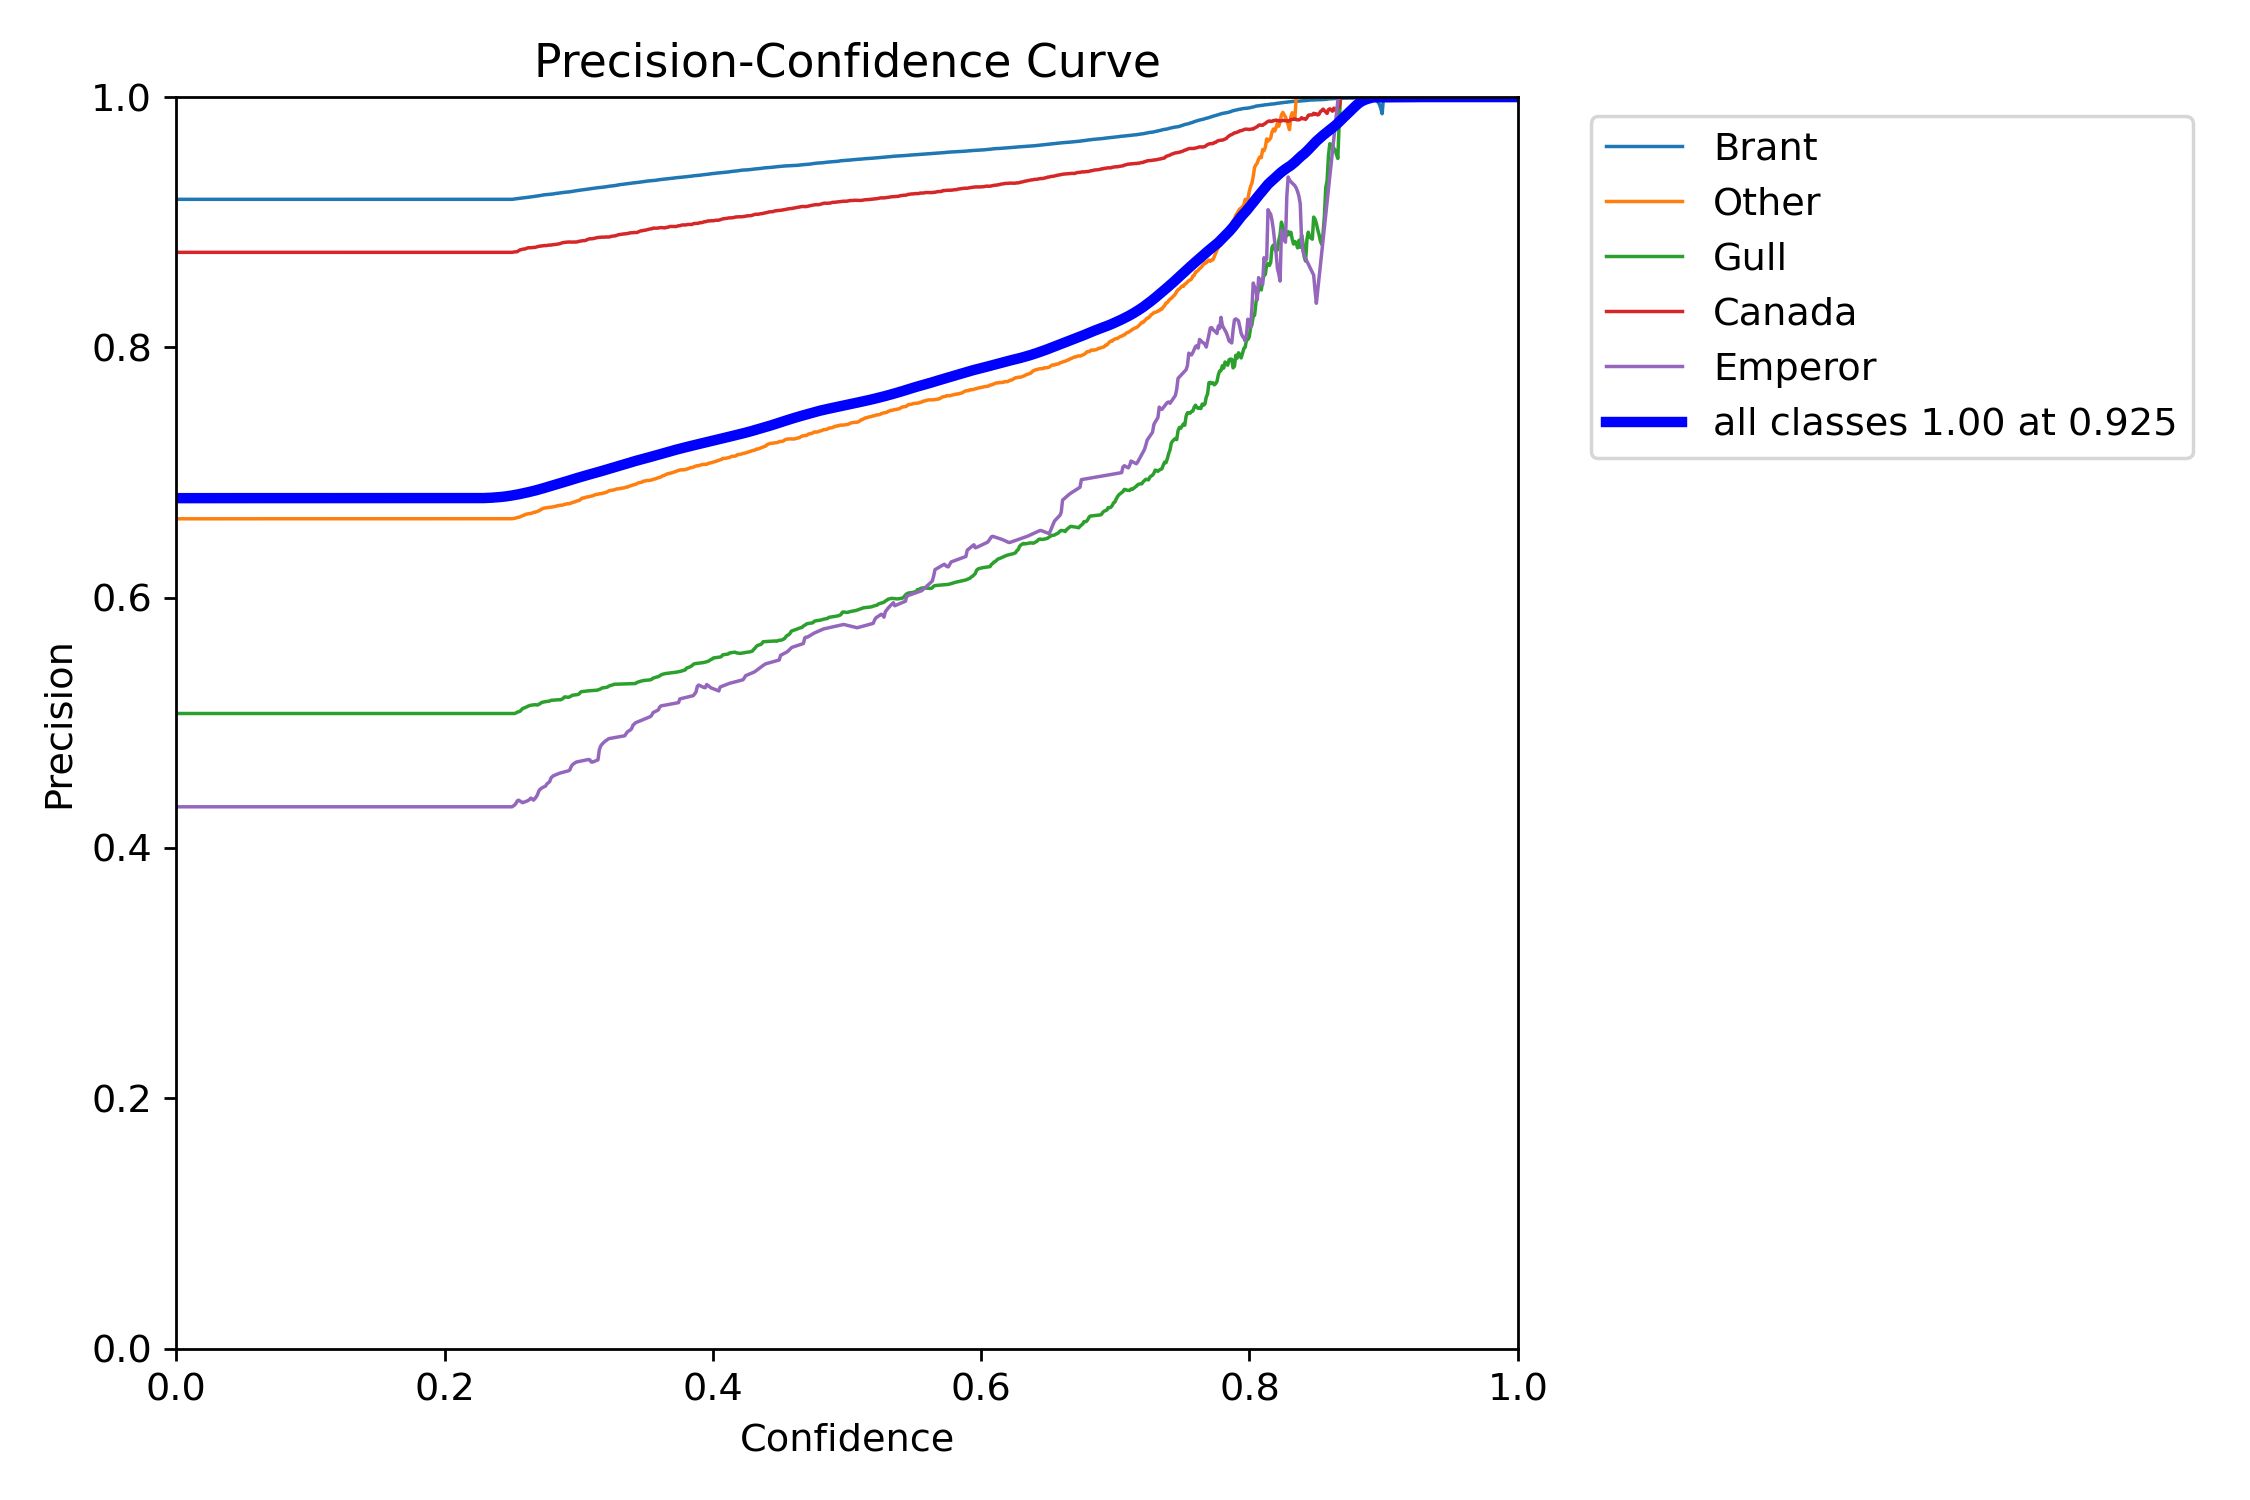 Precision-Confidence Curve
1.0
0.8
0.6
0.4
0.2
0.0
Precision
0.0 0.2 0.4 0.6 0.8 1.0
Confidence
Brant
Other
Gull
Canada
Emperor
all classes 1.00 at 0.925